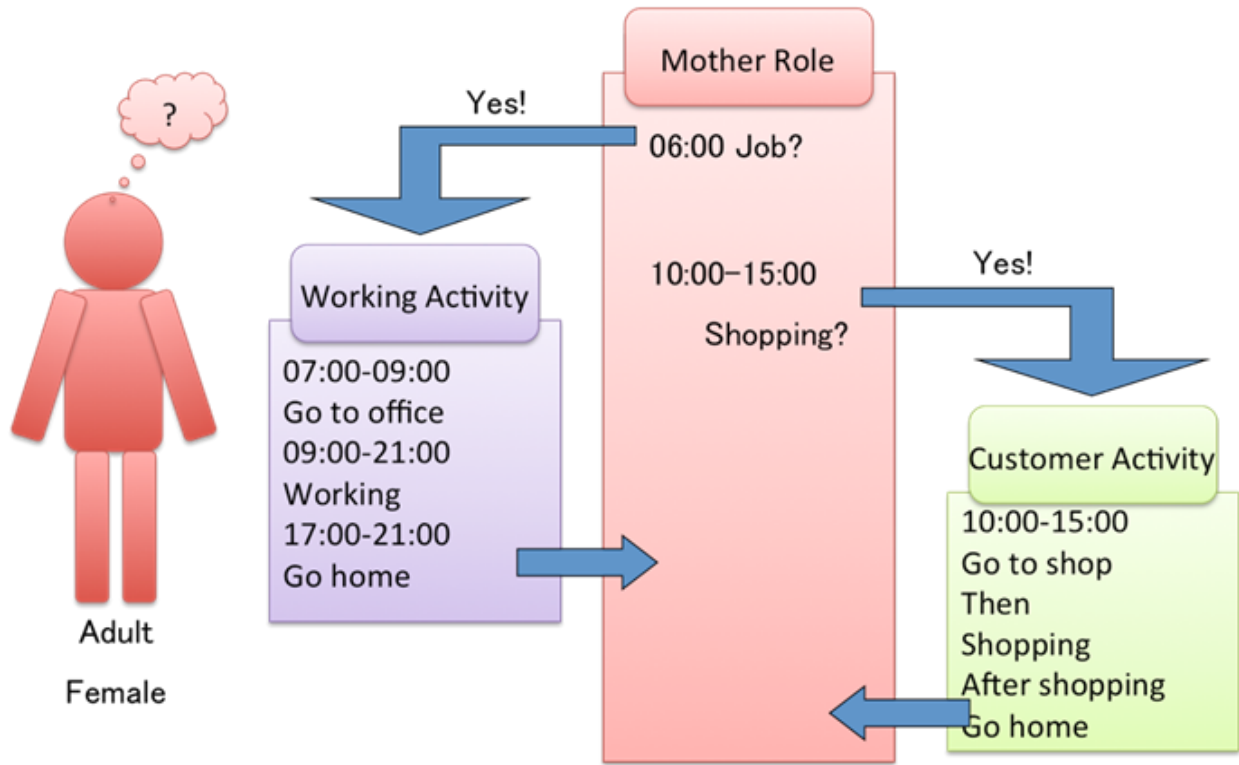 ?
Adult
Female
Yes!
Working Activity
07:00-09:00
Go to office
09:00-21:00
Working
17:00-21:00
Go home
Mother Role
06:00 Job?
10:00-15:00
Shopping?
Yes!
Customer Activity
10:00-15:00
Go to shop
Then
Shopping
After shopping
Go home